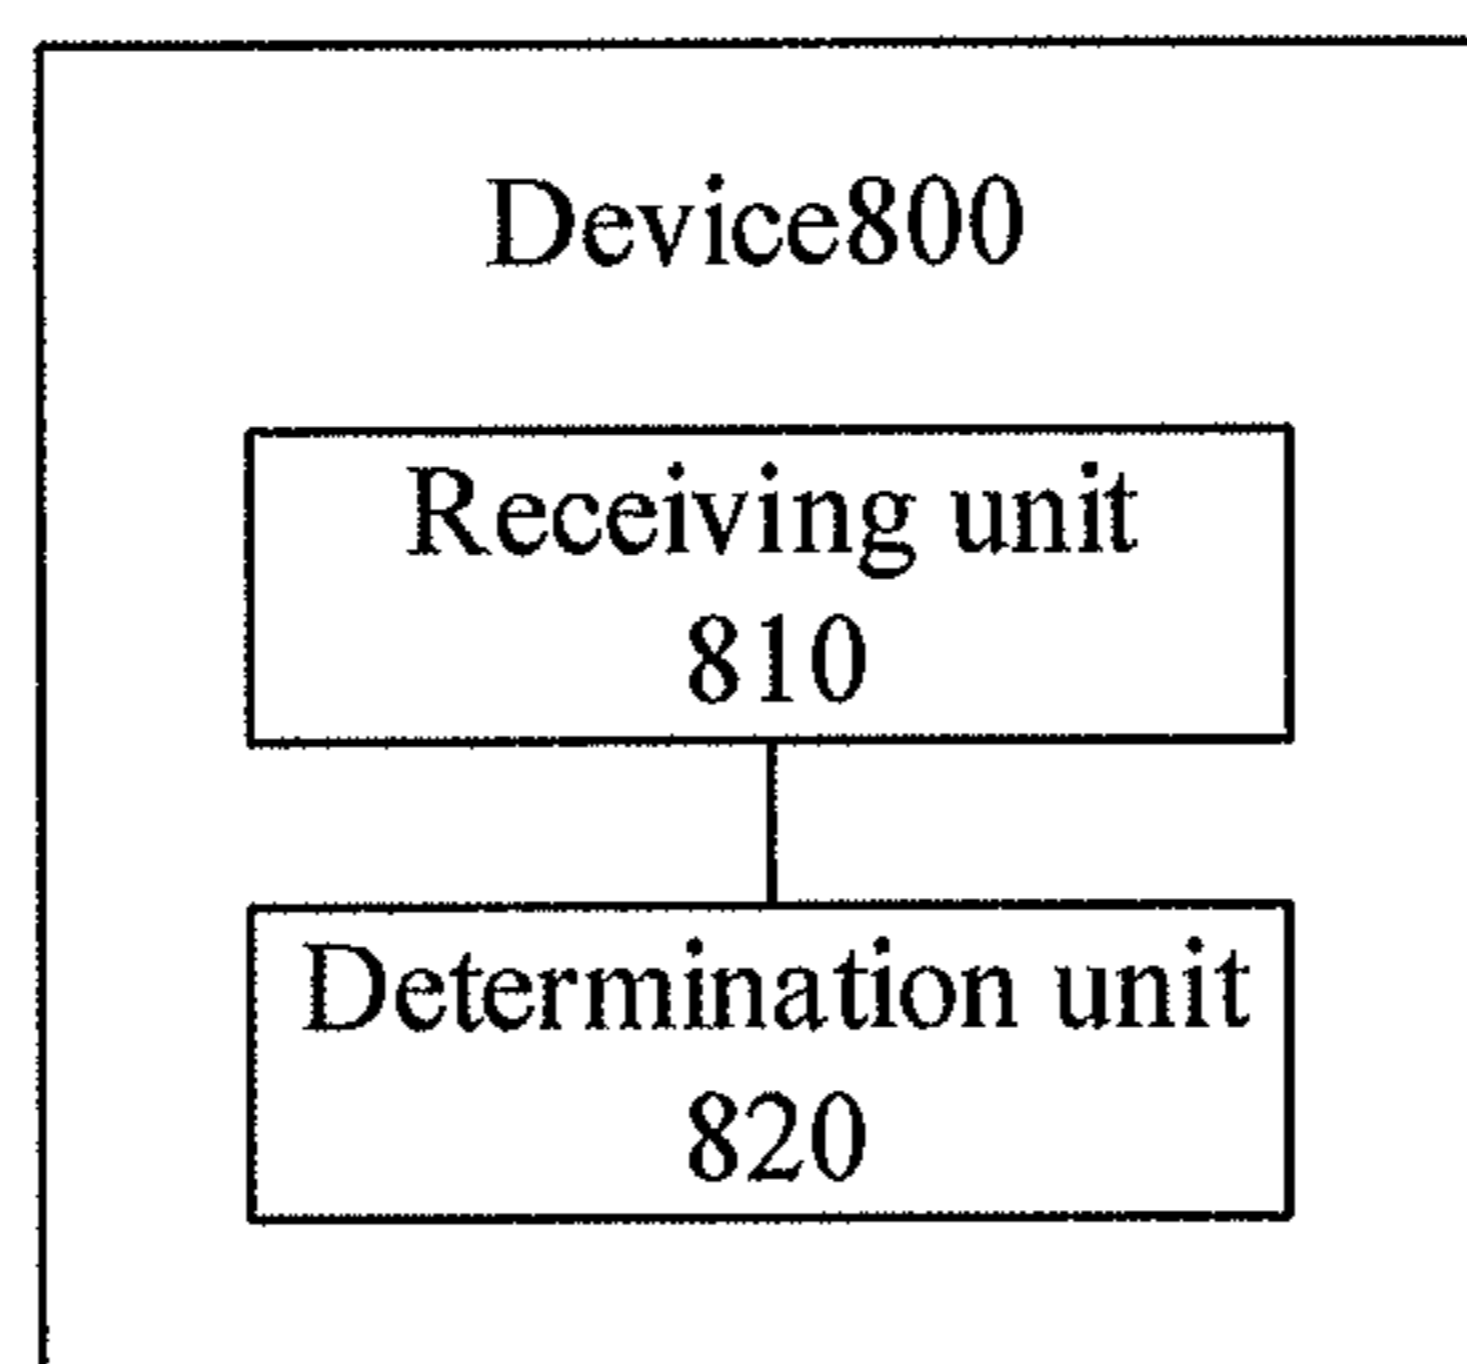 Device800
Receiving unit
810
Determination unit
820